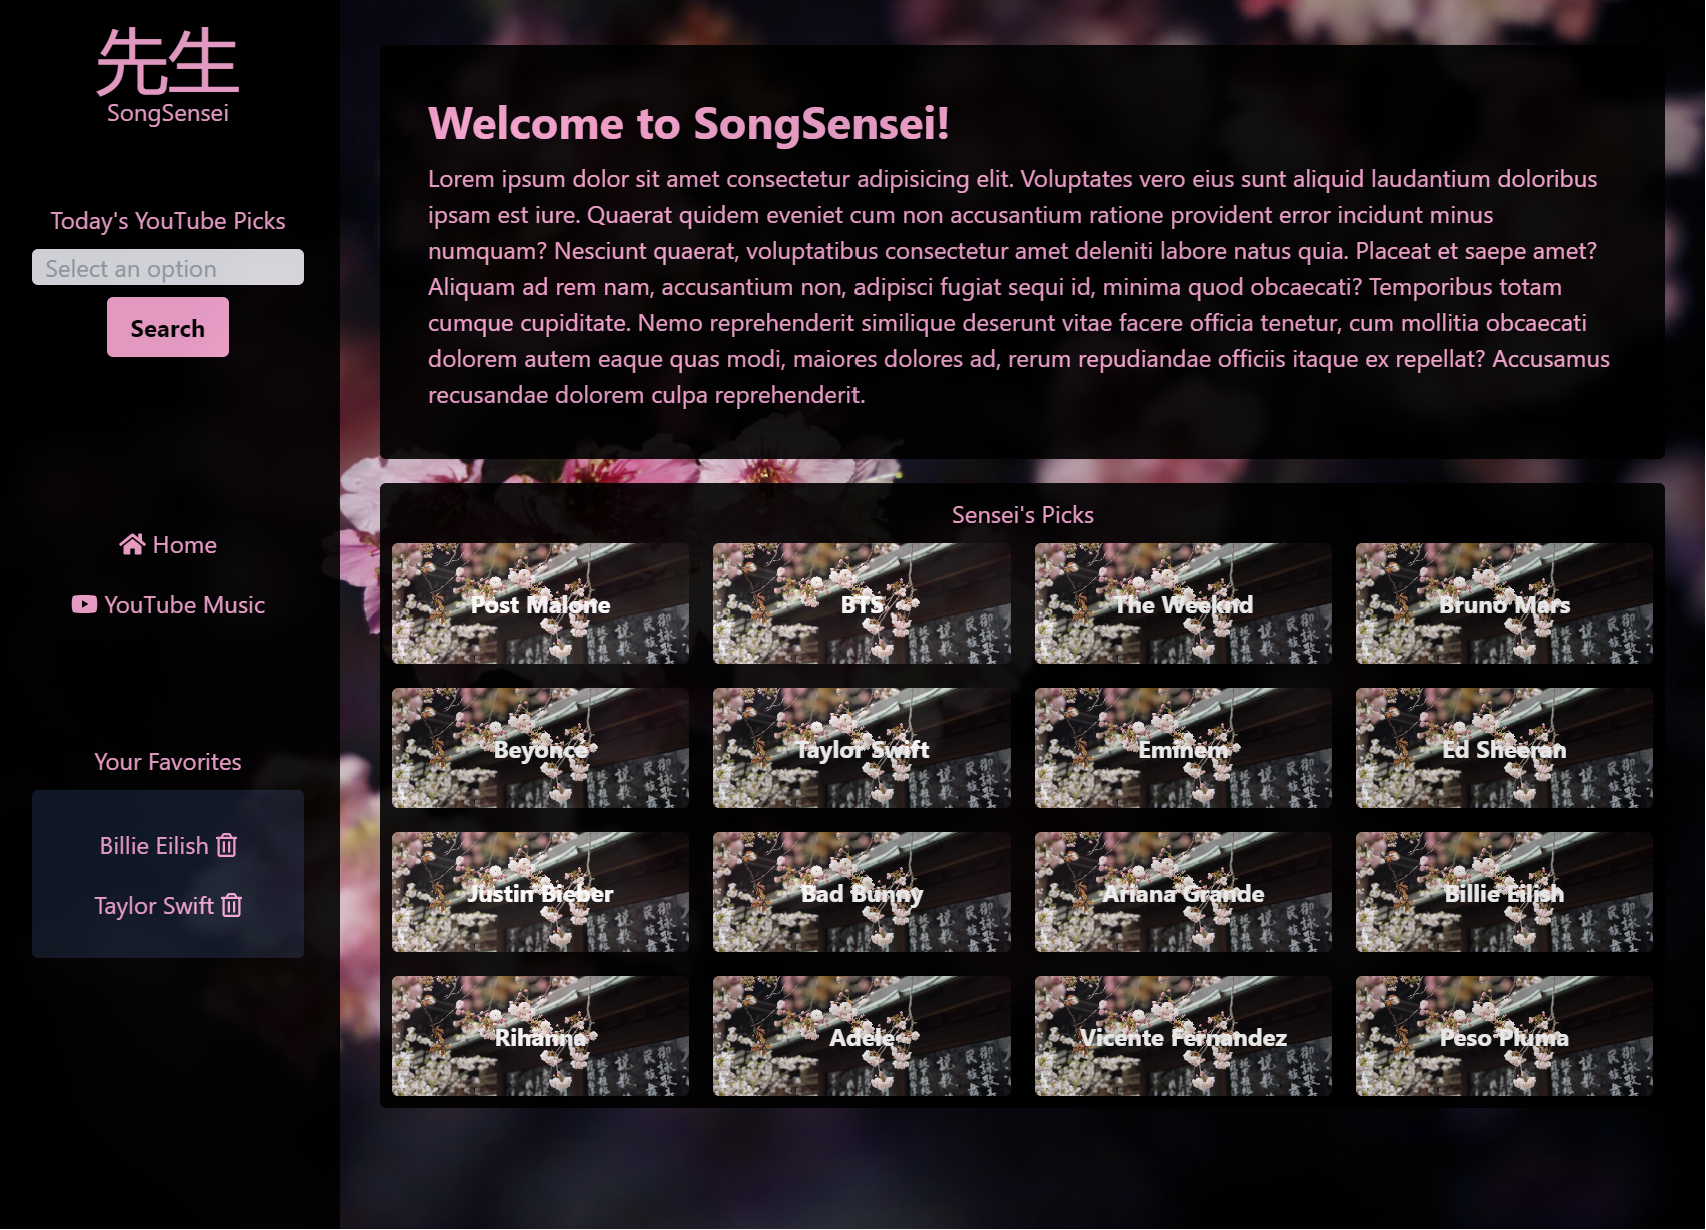 先生
SongSensei
Today's YouTube Picks
Select an option
Search
Home
YouTube Music
Your Favorites
Billie Eilish
Taylor Swift
Welcome to SongSensei!
Lorem ipsum dolor sit amet consectetur adipisicing elit. Voluptates vero eius sunt aliquid laudantium doloribus
ipsam est iure. Quaerat quidem eveniet cum non accusantium ratione provident error incidunt minus
numquam? Nesciunt quaerat, voluptatibus consectetur amet deleniti labore natus quia. Placeat et saepe amet?
Aliquam ad rem nam, accusantium non, adipisci fugiat sequi id, minima quod obcaecati? Temporibus totam
cumque cupiditate. Nemo reprehenderit similique deserunt vitae facere officia tenetur, cum mollitia obcaecati
dolorem autem eaque quas modi, maiores dolores ad, rerum repudiandae officiis itaque ex repellat? Accusamus
recusandae dolorem culpa reprehenderit.
Sensei's Picks
Post Malone
BTS
The Weeknd
Bruno Mars
Beyonce
Taylor Swift
Eminem
Ed Sheeran
Justin Bieber
Bad Bunny
Ariana Grande
Billie Eilish
Rihanna
Adele
Vicente Fernandez
Peso Pluma